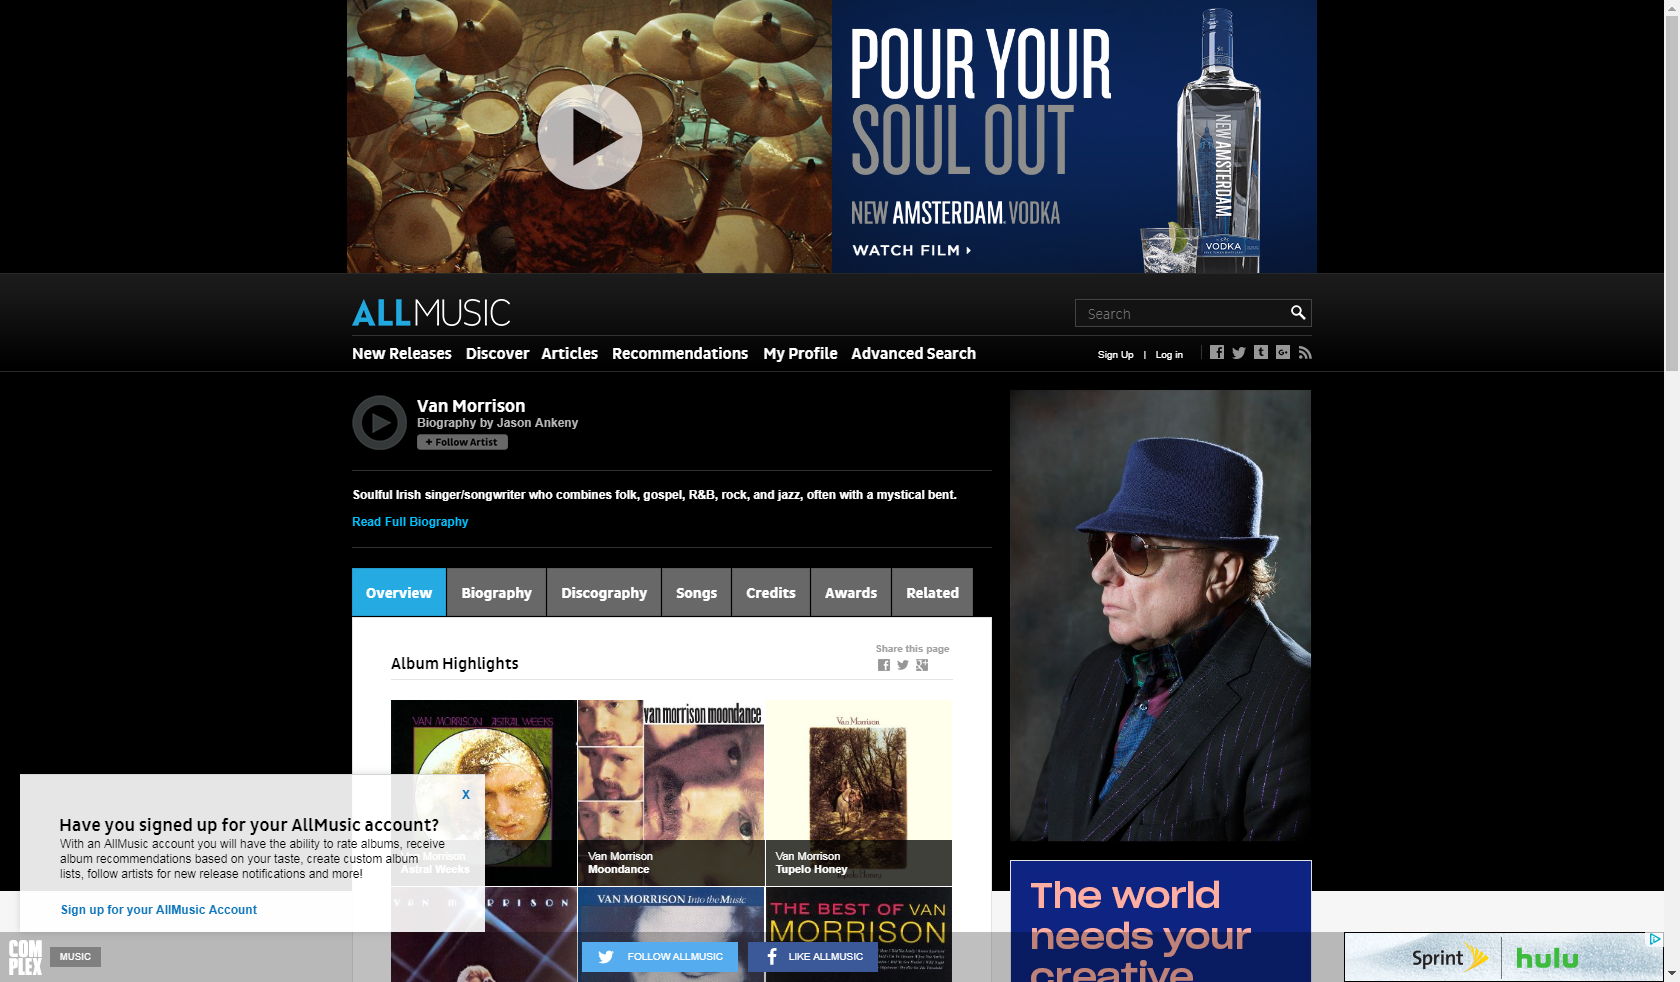 POUR YOUR
SOUL OUT
NEW AMSTERDAM VODKA
WATCH FILM
NEW AMSTERDAM
VODKA
ALLMUSIC
Search
New Releases Discover Articles Recommendations My Profile Advanced Search
Sign Up | Log in
Van Morrison
Biography by Jason Ankeny
+ Follow Artist
Soulful Irish singer/songwriter who combines folk, gospel, R&B, rock, and jazz, often with a mystical bent.
Read Full Biography
Overview Biography Discography Songs Credits Awards Related
Album Highlights
Share this page
VAN MORRISON ASTRAL WEEKS
van morrison moondance
Van Morrison
Tupelo Honey
Morrison
Astral Weeks
Van Morrison
Moondance
Van Morrison
Tupelo Honey
X
Have you signed up for your AllMusic account?
With an AllMusic account you will have the ability to rate albums, receive
album recommendations based on your taste, create custom album
lists, follow artists for new release notifications and more!
Sign up for your AllMusic Account
VAN MORRISON
VAN MORRISON Into the Music
THE BEST OF VAN
MORRISON
The world
needs your
creative
COM
PLEX
MUSIC
FOLLOW ALLMUSIC
LIKE ALLMUSIC
Sprint
hulu